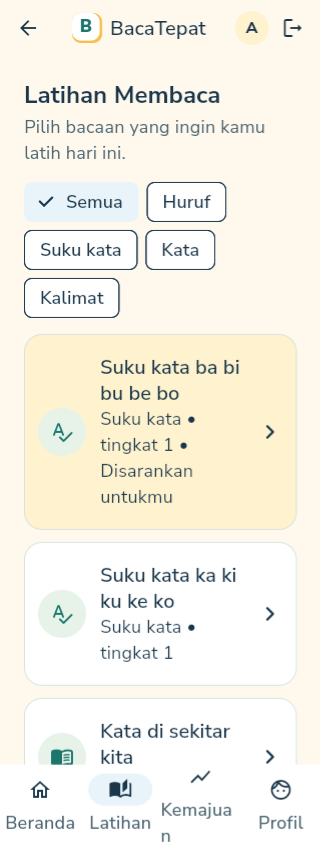 B BacaTepat A
Latihan Membaca
Pilih bacaan yang ingin kamu
latih hari ini.
Semua Huruf
Suku kata Kata
Kalimat
Suku kata ba bi
bu be bo
Suku kata •
tingkat 1 •
Disarankan
untukmu
Suku kata ka ki
ku ke ko
Suku kata •
tingkat 1
Kata di sekitar
kita
Beranda Latihan Kemajua
n Profil